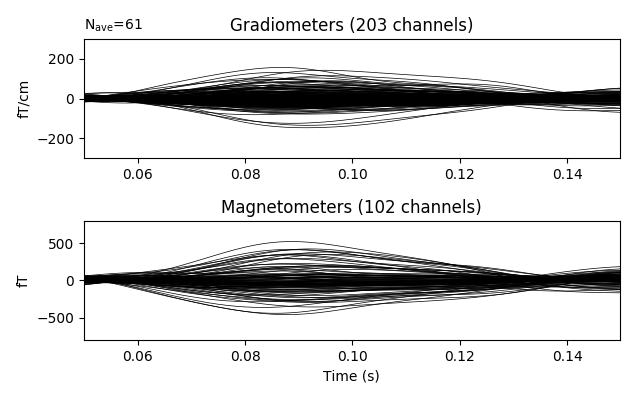 N_ave=61
Gradiometers (203 channels)
fT/cm
200
0
−200
0.06 0.08 0.10 0.12 0.14
Magnetometers (102 channels)
fT
500
0
−500
0.06 0.08 0.10 0.12 0.14
Time (s)